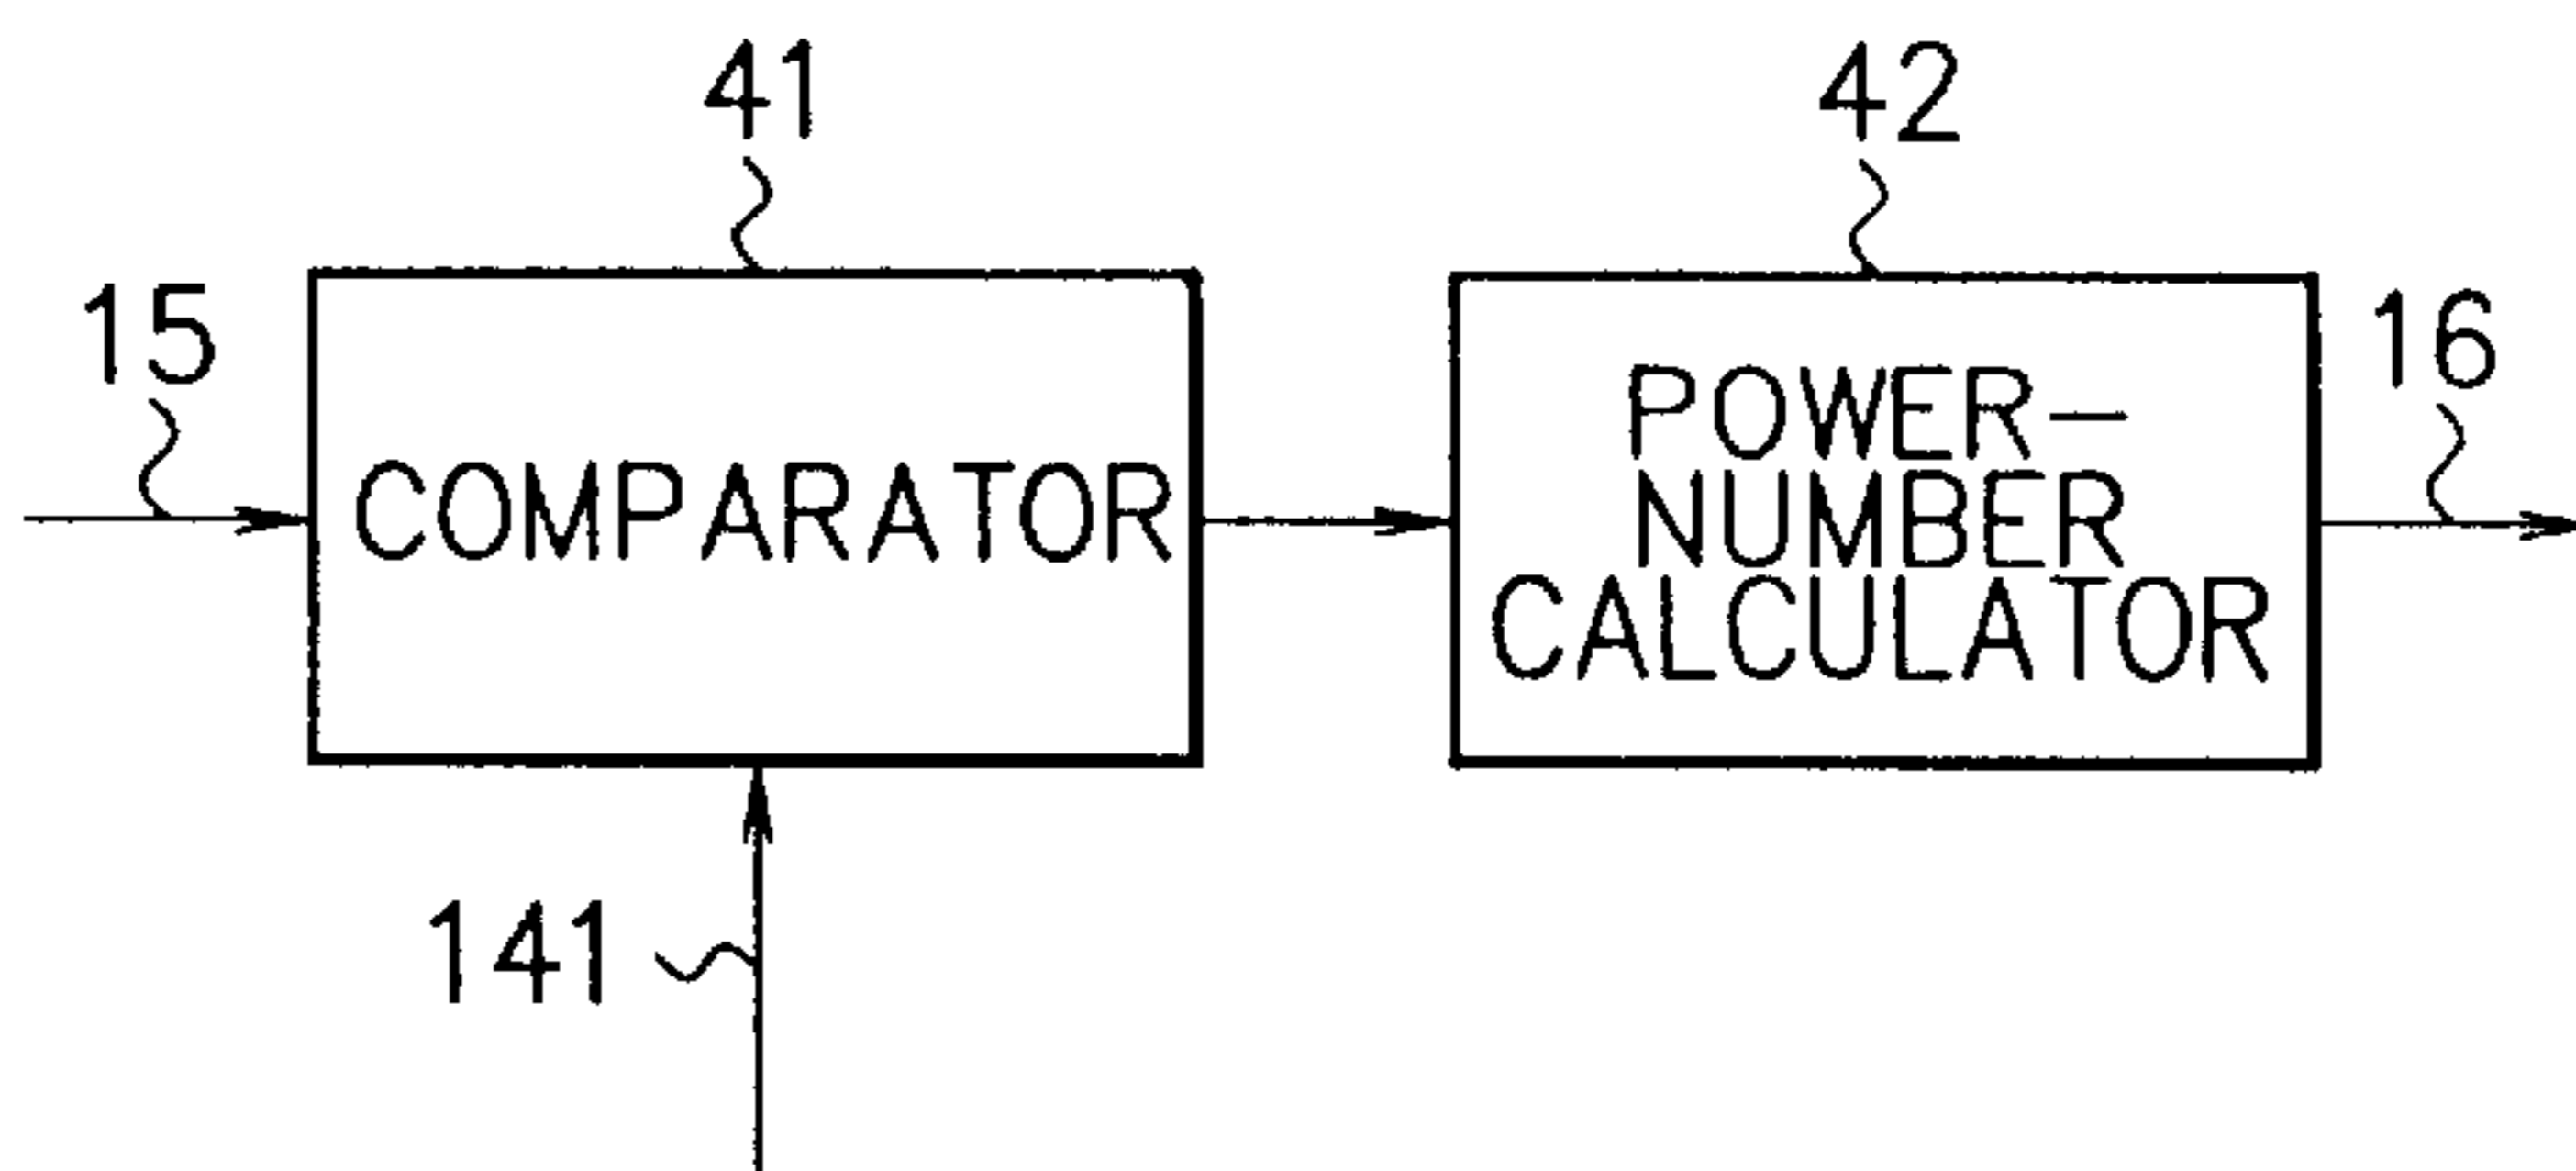 41
42
15
16
COMPARATOR
POWER-
NUMBER
CALCULATOR
141